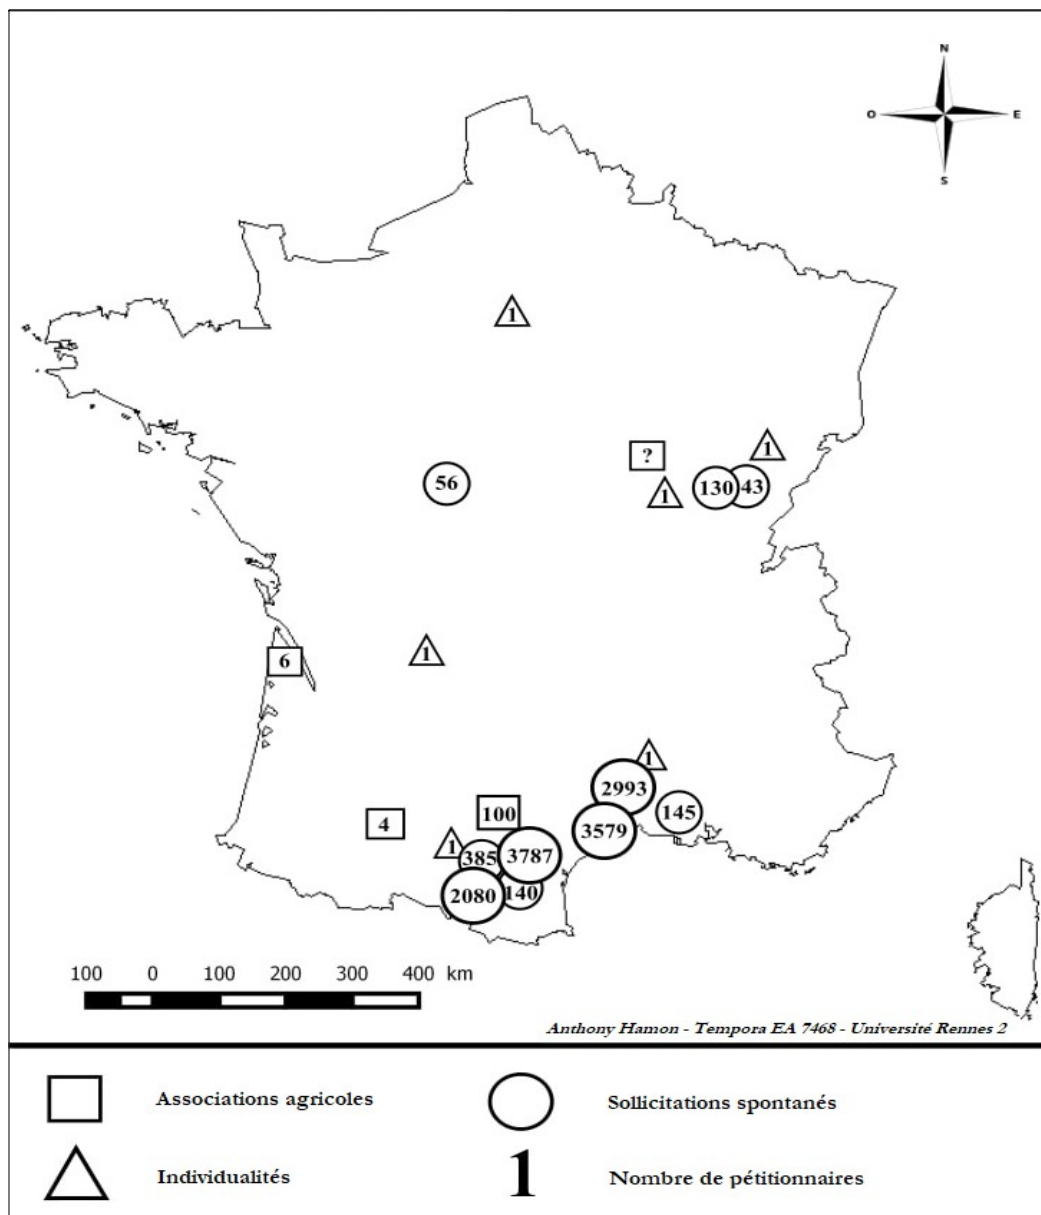 N
O E
S
1
1
?
1
130 43
56
1
6
1
2993
145
100
4
3579
1
385 3787
2080 140
100 0 100 200 300 400 km
Anthony Hamon - Tempora EA 7468 - Université Rennes 2
Associations agricoles
Sollicitations spontanés
Individualités
1 Nombre de pétitionnaires